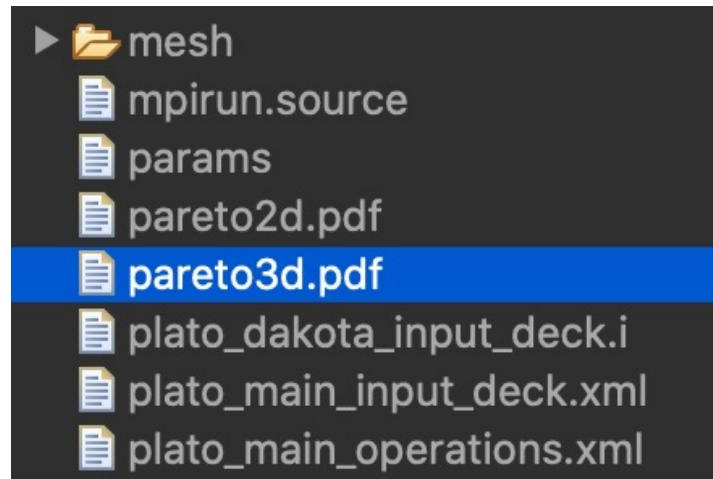 mesh
mpirun.source
params
pareto2d.pdf
pareto3d.pdf
plato_dakota_input_deck.i
plato_main_input_deck.xml
plato_main_operations.xml